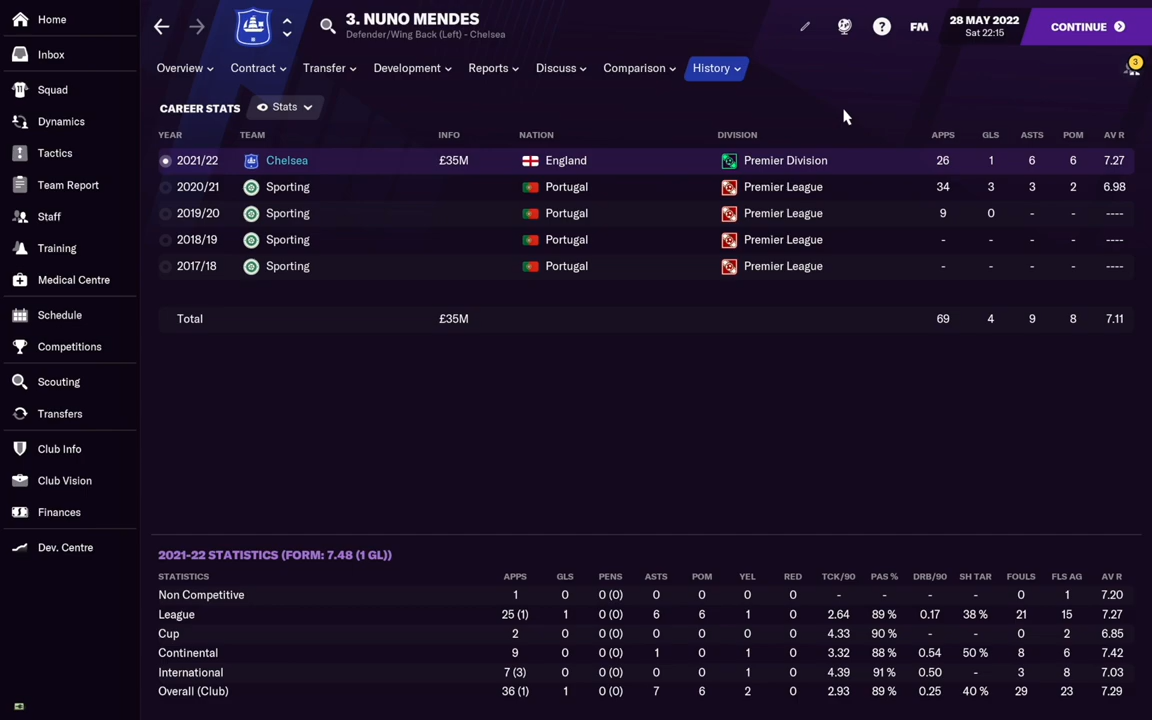 Home
Inbox
Squad
Dynamics
Tactics
Team Report
Staff
Training
Medical Centre
Schedule
Competitions
Scouting
Transfers
Club Info
Club Vision
Finances
Dev. Centre
3. NUNO MENDES
Defender/Wing Back (Left) - Chelsea
? FM
28 MAY 2022
Sat 22:15
CONTINUE
3
Overview Contract Transfer Development Reports Discuss Comparison History
CAREER STATS Stats
YEAR TEAM INFO NATION DIVISION APPS GLS ASTS POM AV R
2021/22 Chelsea £35M England Premier Division 26 1 6 6 7.27
2020/21 Sporting Portugal Premier League 34 3 3 2 6.98
2019/20 Sporting Portugal Premier League 9 0 - - ----
2018/19 Sporting Portugal Premier League - - - - ----
2017/18 Sporting Portugal Premier League - - - - ----
Total £35M 69 4 9 8 7.11
2021-22 STATISTICS (FORM: 7.48 (1 GL))
STATISTICS APPS GLS PENS ASTS POM YEL RED TCK/90 PAS % DRB/90 SH TAR FOULS FLS AG AV R
Non Competitive 1 0 0 (0) 0 0 0 0 - - - - 0 1 7.20
League 25 (1) 1 0 (0) 6 6 1 0 2.64 89 % 0.17 38 % 21 15 7.27
Cup 2 0 0 (0) 0 0 0 0 4.33 90 % - - 0 2 6.85
Continental 9 0 0 (0) 1 0 1 0 3.32 88 % 0.54 50 % 8 6 7.42
International 7 (3) 0 0 (0) 0 0 1 0 4.39 91 % 0.50 - 3 8 7.03
Overall (Club) 36 (1) 1 0 (0) 7 6 2 0 2.93 89 % 0.25 40 % 29 23 7.29